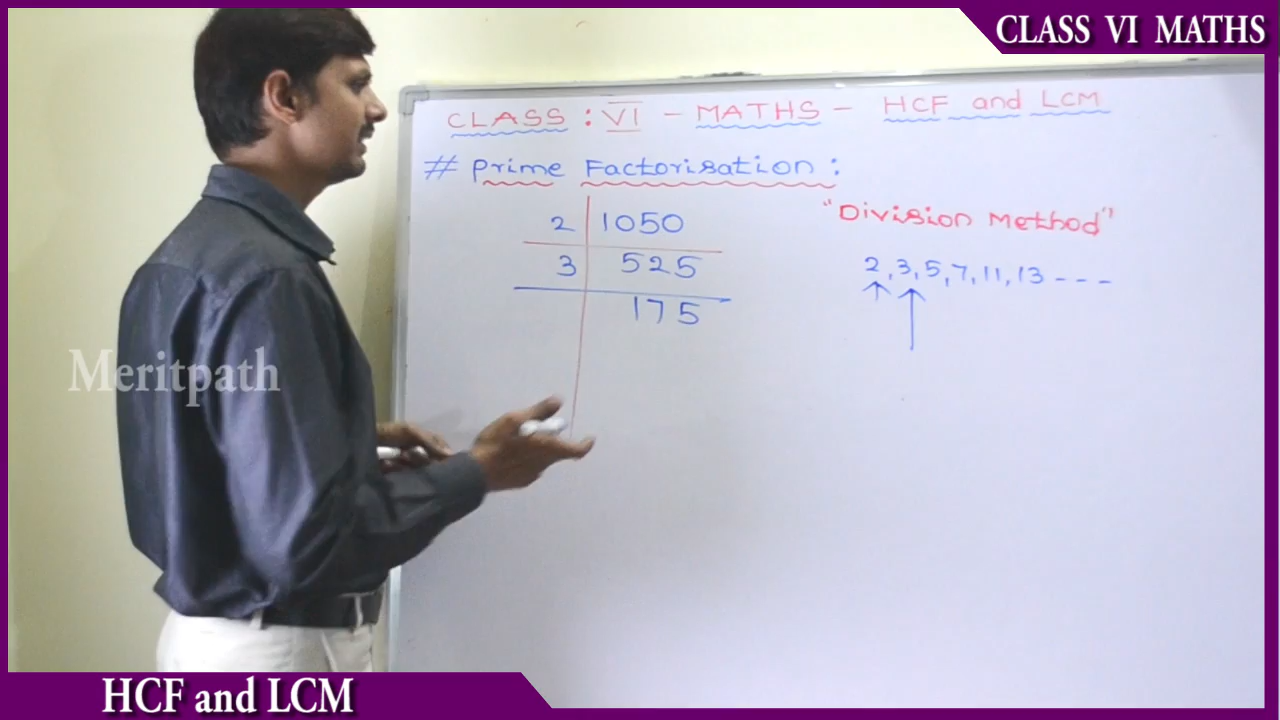 CLASS VI MATHS
CLASS : VI - MATHS - HCF and LCM
# Prime Factorisation :
"Division Method"
2 1050
3 525
175
2, 3, 5, 7, 11, 13 - - -
Meritpath
HCF and LCM